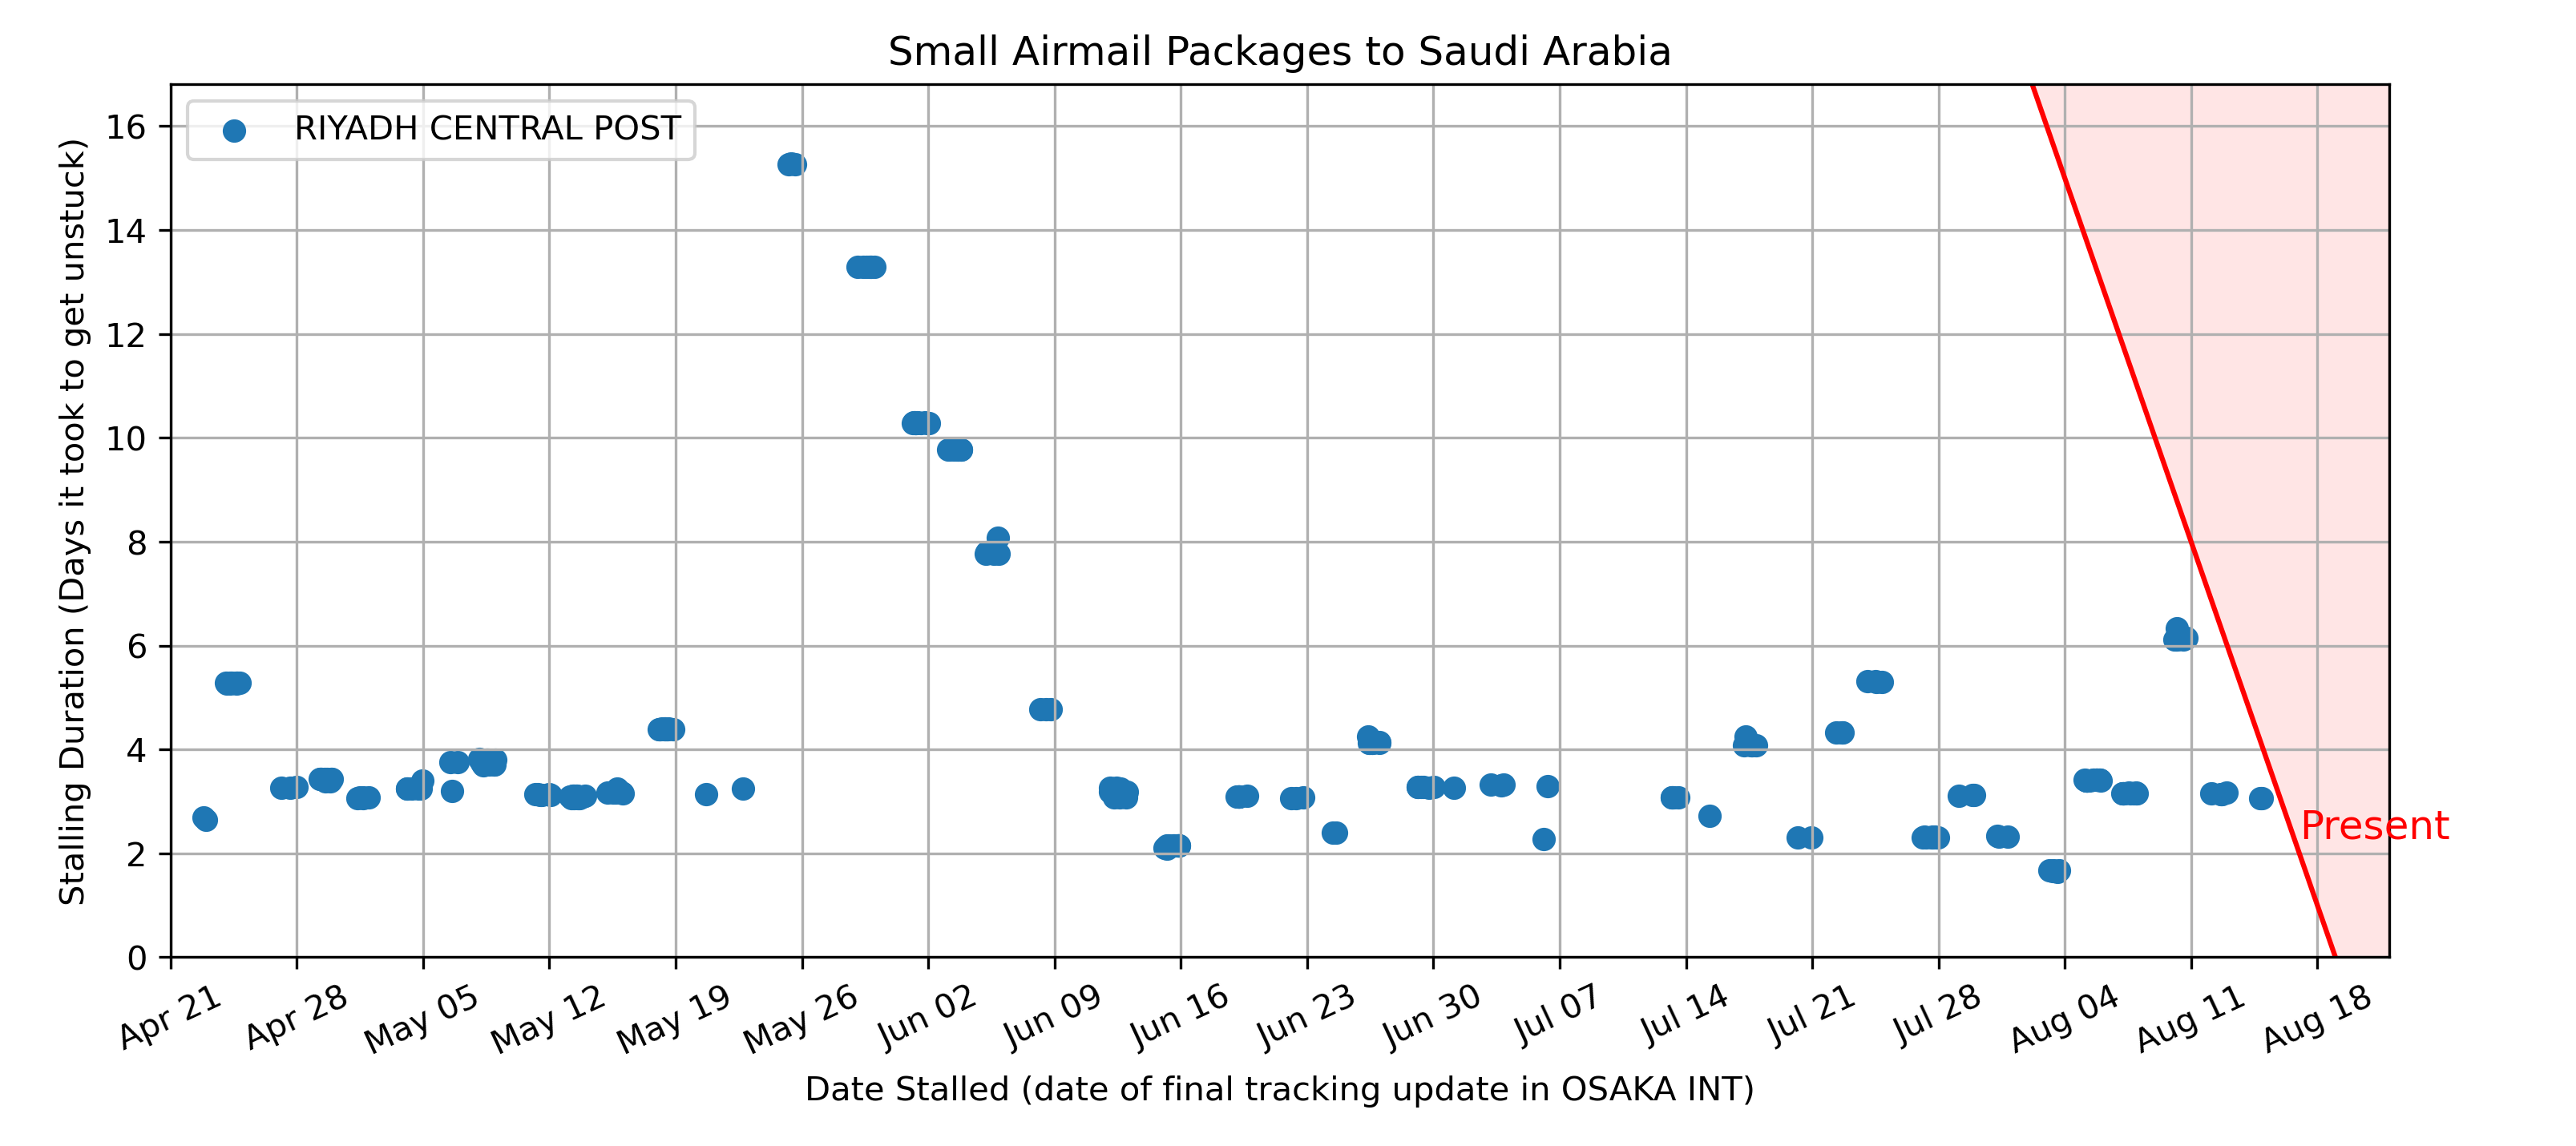 Small Airmail Packages to Saudi Arabia
RIYADH CENTRAL POST
Stalling Duration (Days it took to get unstuck)
16
14
12
10
8
6
4
2
0
Present
Apr 21
Apr 28
May 05
May 12
May 19
May 26
Jun 02
Jun 09
Jun 16
Jun 23
Jun 30
Jul 07
Jul 14
Jul 21
Jul 28
Aug 04
Aug 11
Aug 18
Date Stalled (date of final tracking update in OSAKA INT)